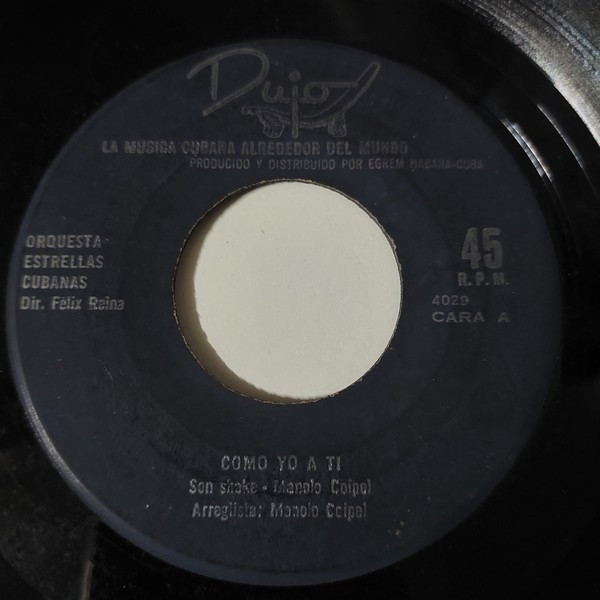 Dujo
LA MUSICA CUBANA ALREDEDOR DEL MUNDO
PRODUCIDO Y DISTRIBUIDO POR EGREM HABANA-CUBA
ORQUESTA
ESTRELLAS
CUBANAS
Dir. Félix Reina
45
R.P.M.
4029
CARA A
COMO YO A TI
Son shake - Manolo Coipel
Arreglista: Manolo Coipel